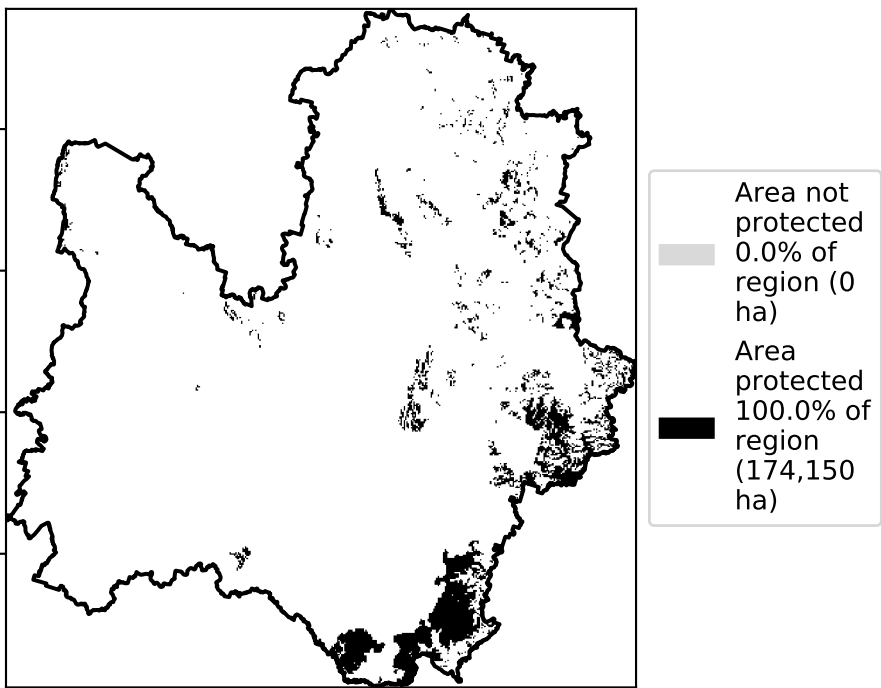 Area not
protected
0.0% of
region (0
ha)
Area
protected
100.0% of
region
(174,150
ha)